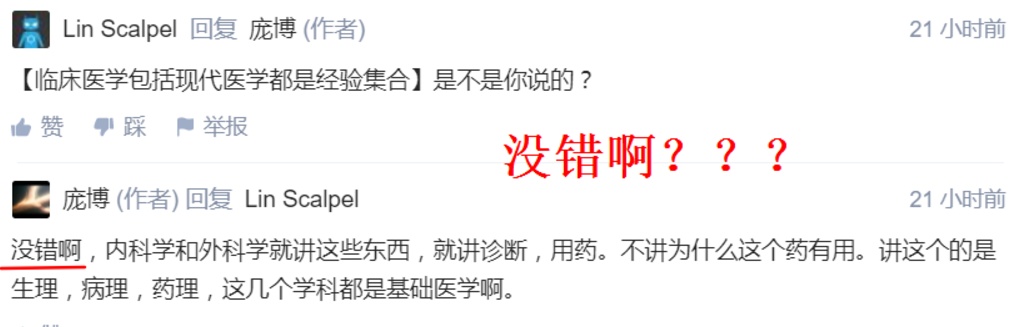 Lin Scalpel 回复 庞博 (作者) 21 小时前
【临床医学包括现代医学都是经验集合】是不是你说的？
赞 踩 举报
没错啊？？？
庞博 (作者) 回复 Lin Scalpel 21 小时前
没错啊，内科学和外科学就讲这些东西，就讲诊断，用药。不讲为什么这个药有用。讲这个的是
生理，病理，药理，这几个学科都是基础医学啊。